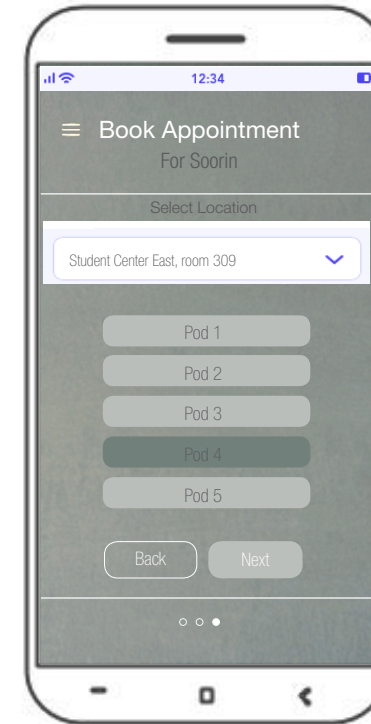 12:34
Book Appointment
For Soorin
Select Location
Student Center East, room 309
Pod 1
Pod 2
Pod 3
Pod 4
Pod 5
Back Next